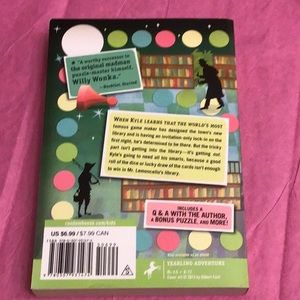 "A worthy successor to
the original madman
puzzle-master himself,
Willy Wonka."
—Booklist, Starred
WHEN KYLE LEARNS THAT THE WORLD'S MOST
famous game maker has designed the town's new
library and is having an invitation-only lock-in on the
first night, he's determined to be there. But the tricky
part isn't getting into the library—it's getting out.
Kyle's going to need all his smarts, because a good
roll of the dice or lucky draw of the cards isn't enough
to win in Mr. Lemoncello's library.
INCLUDES A
Q & A WITH THE AUTHOR,
A BONUS PUZZLE, AND MORE!
US $6.99 / $7.99 CAN
YEARLING ADVENTURE